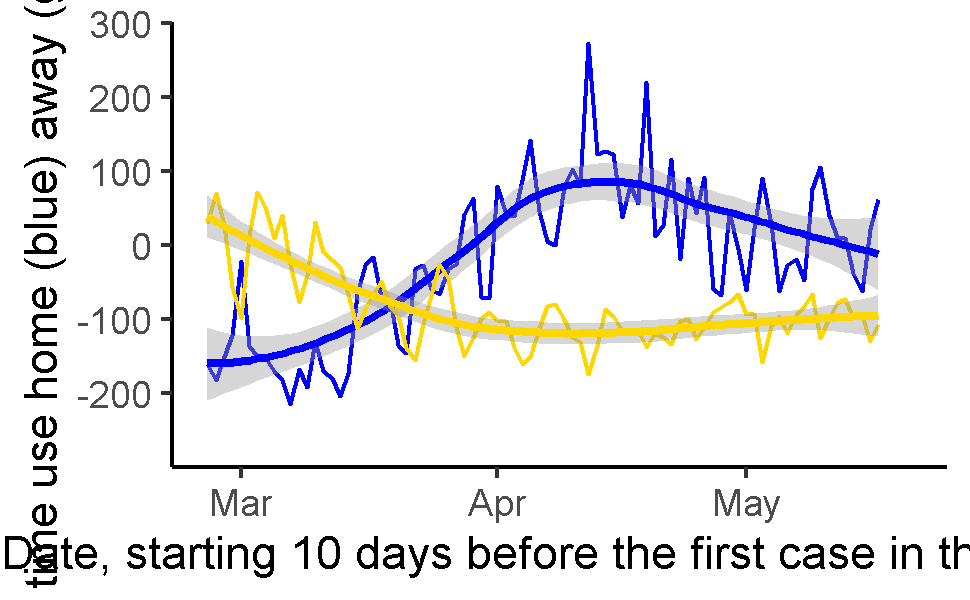 time use home (blue) away (
300
200
100
0
-100
-200
Mar Apr May
Date, starting 10 days before the first case in th